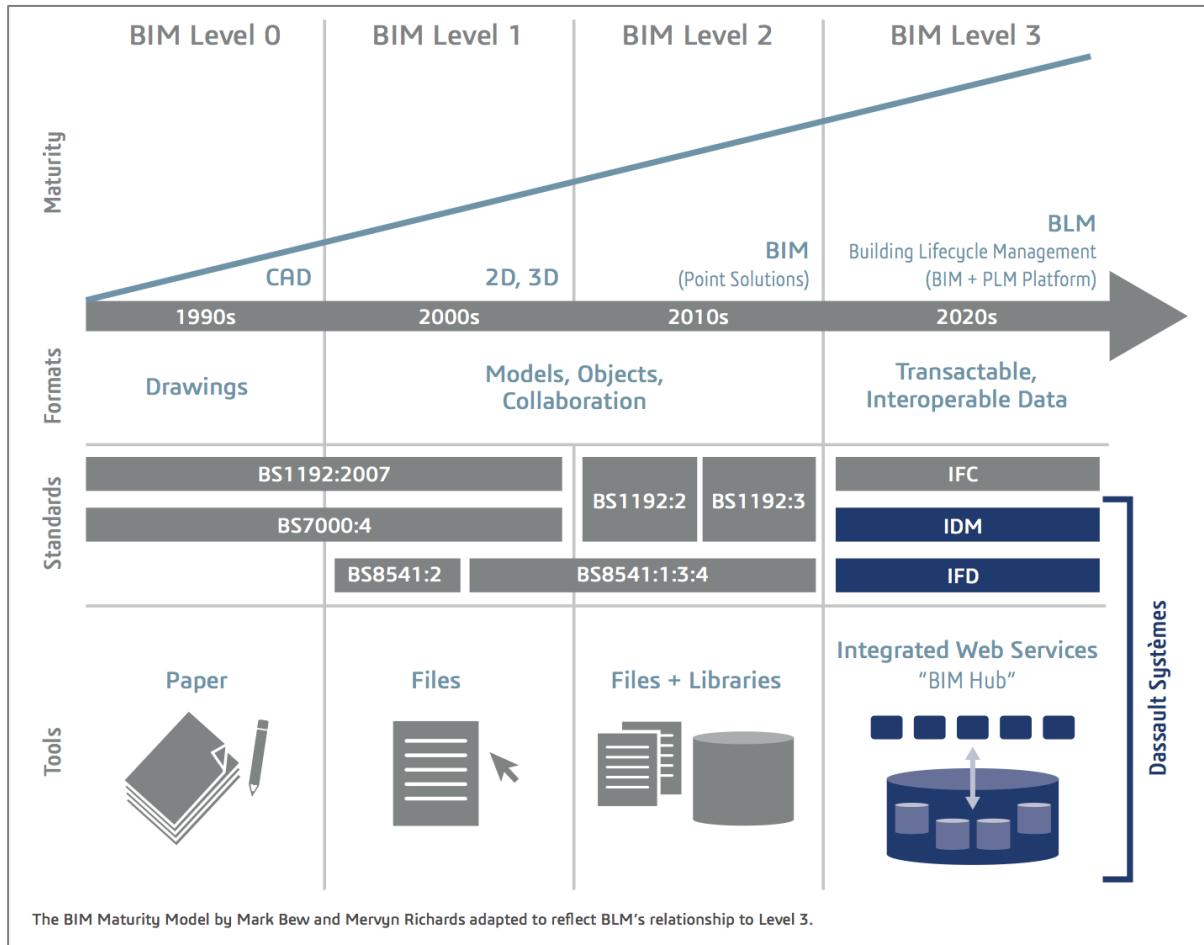 BIM Level 0
BIM Level 1
BIM Level 2
BIM Level 3
Maturity
CAD
2D, 3D
BIM
(Point Solutions)
BLM
Building Lifecycle Management
(BIM + PLM Platform)
1990s
2000s
2010s
2020s
Formats
Drawings
Models, Objects,
Collaboration
Transactable,
Interoperable Data
Standards
BS1192:2007
BS7000:4
BS8541:2
BS8541:1:3:4
BS1192:2
BS1192:3
IFC
IDM
IFD
Tools
Paper
Files
Files + Libraries
Integrated Web Services
“BIM Hub”
Dassault Systèmes
The BIM Maturity Model by Mark Bew and Mervyn Richards adapted to reflect BLM’s relationship to Level 3.